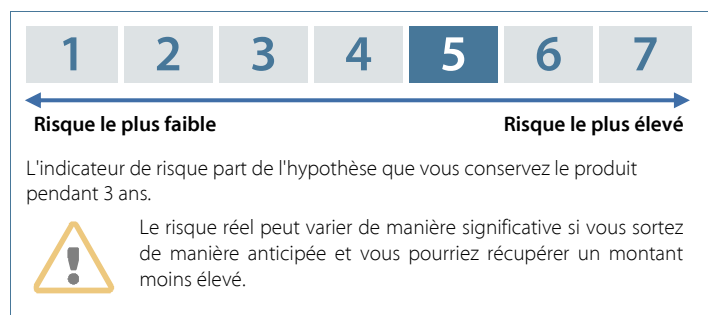 1 2 3 4 5 6 7
Risque le plus faible Risque le plus élevé
L'indicateur de risque part de l'hypothèse que vous conservez le produit
pendant 3 ans.
Le risque réel peut varier de manière significative si vous sortez
de manière anticipée et vous pourriez récupérer un montant
moins élevé.